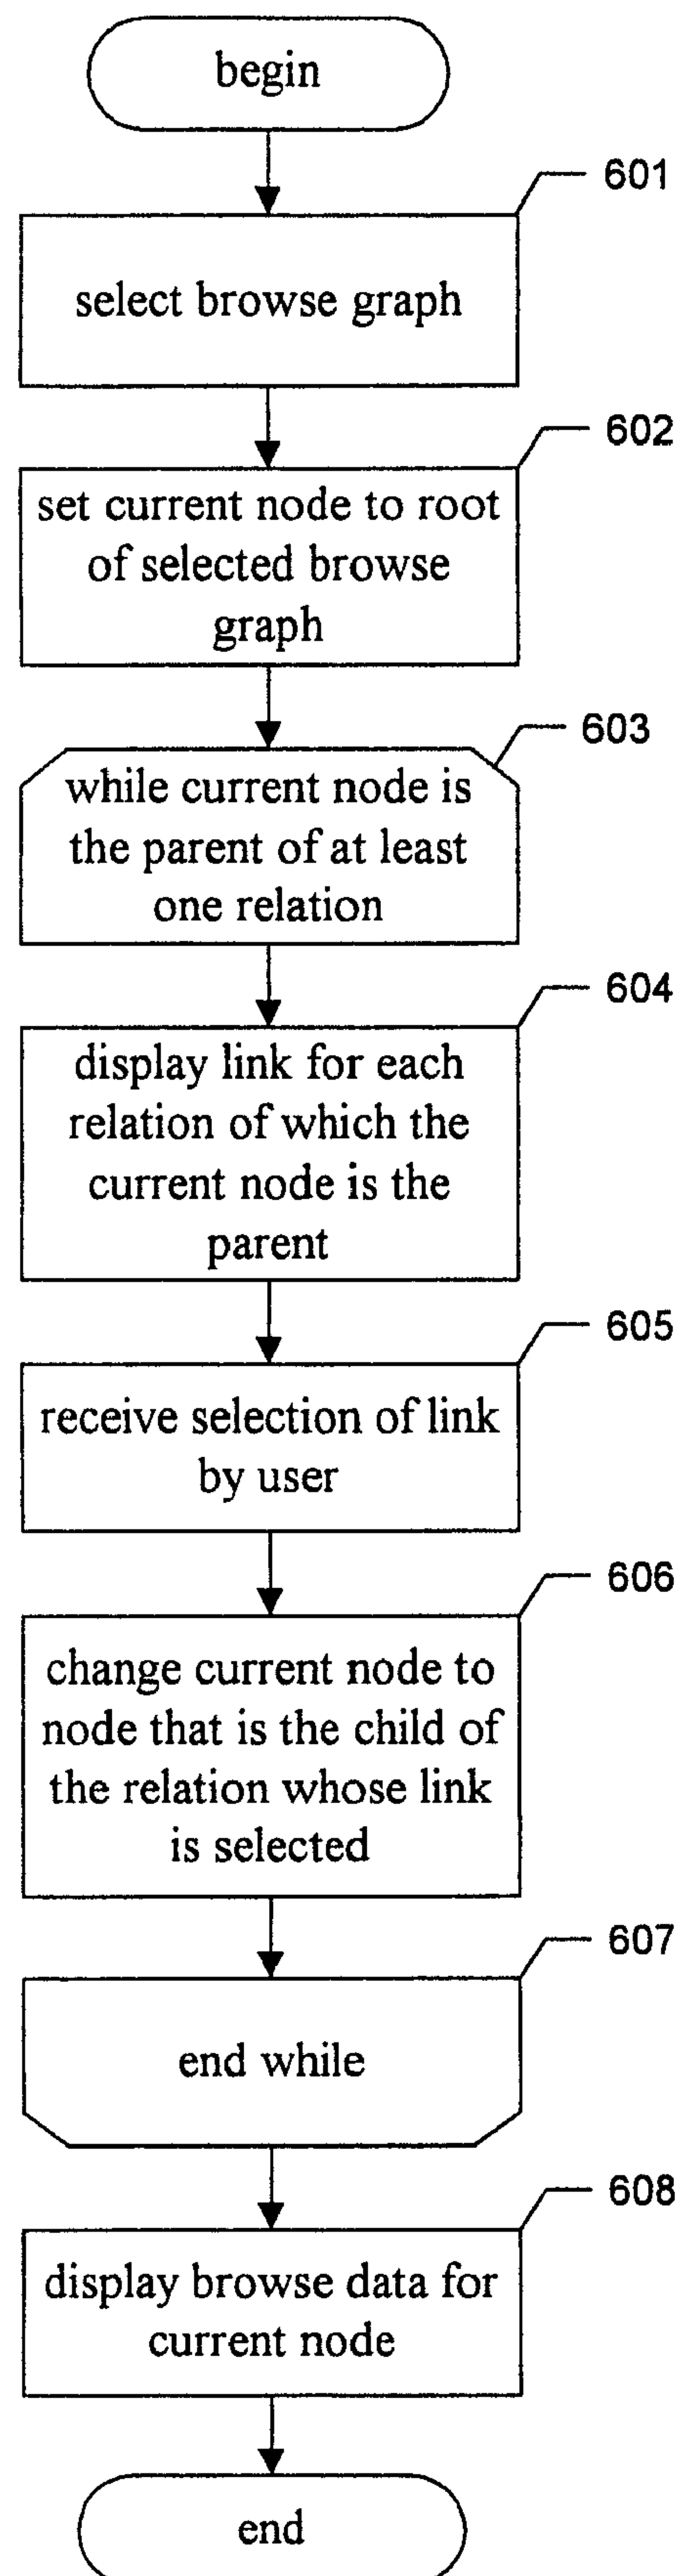 begin
601
select browse graph
602
set current node to root
of selected browse
graph
603
while current node is
the parent of at least
one relation
604
display link for each
relation of which the
current node is the
parent
605
receive selection of link
by user
606
change current node to
node that is the child of
the relation whose link
is selected
607
end while
608
display browse data for
current node
end